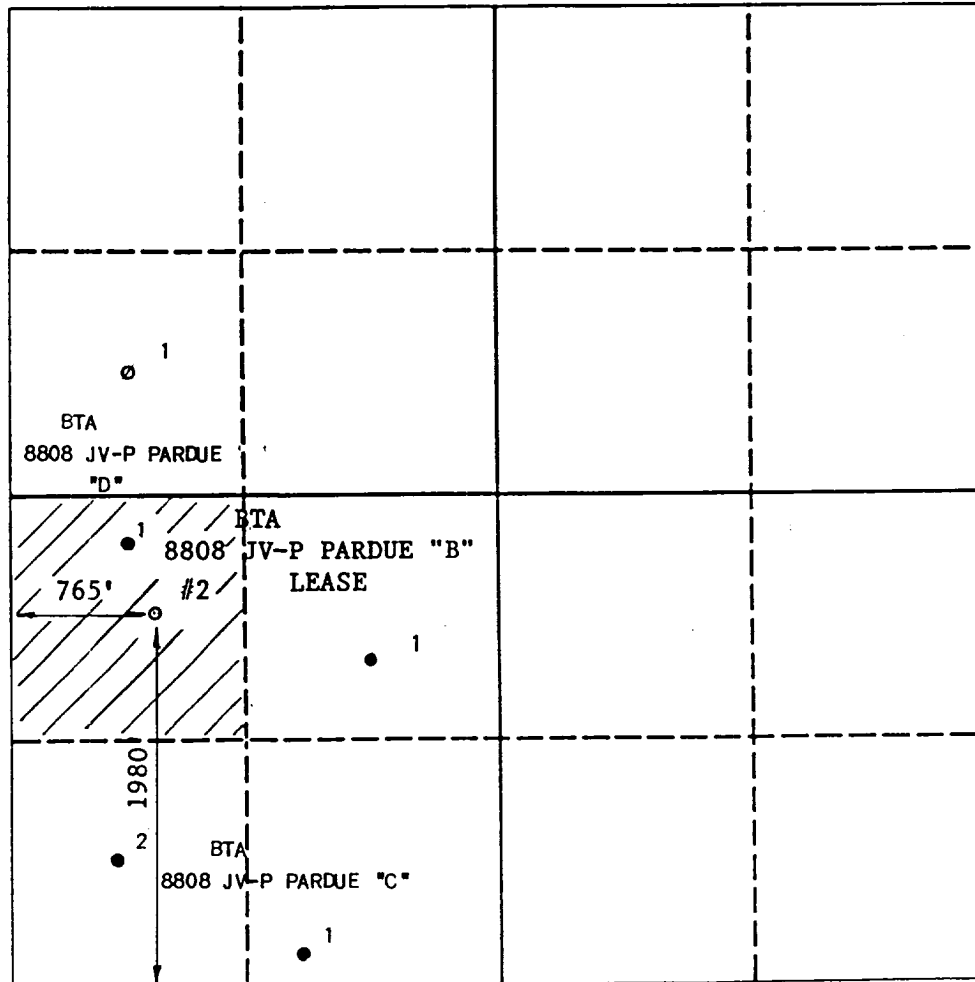 1
BTA
8808 JV-P PARDUE
"D"
1
BTA
8808 JV-P PARDUE "B"
LEASE
765'
#2
1
1980
2
BTA
8808 JV-P PARDUE "C"
1